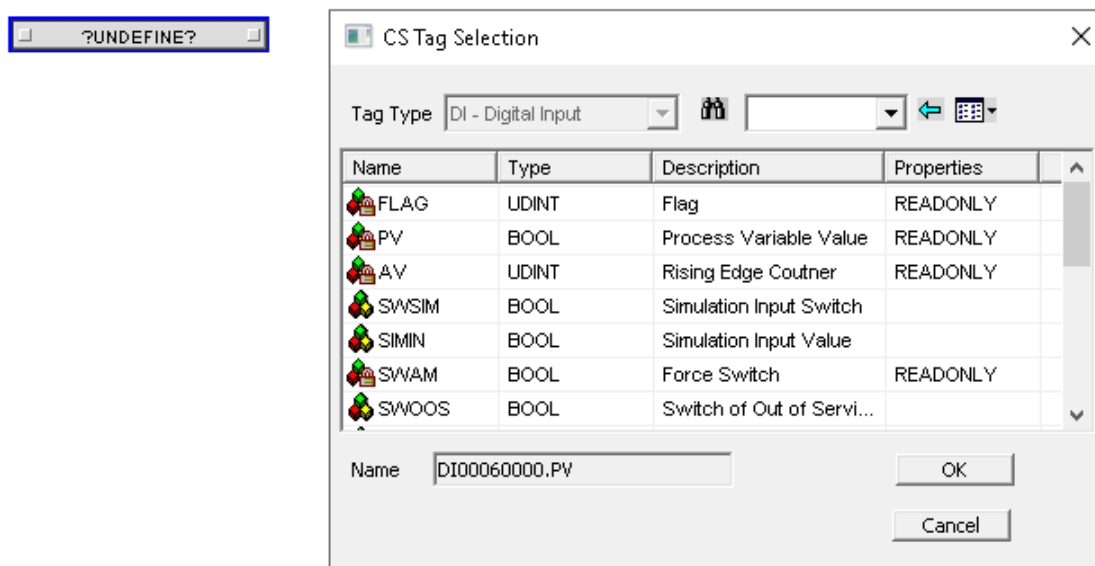 ?UNDEFINE?
CS Tag Selection
Tag Type DI - Digital Input
Name Type Description Properties
FLAG UDINT Flag READONLY
PV BOOL Process Variable Value READONLY
AV UDINT Rising Edge Coutner READONLY
SWSIM BOOL Simulation Input Switch
SIMIN BOOL Simulation Input Value
SWAM BOOL Force Switch READONLY
SWOOS BOOL Switch of Out of Servi...
Name DI00060000.PV OK
Cancel